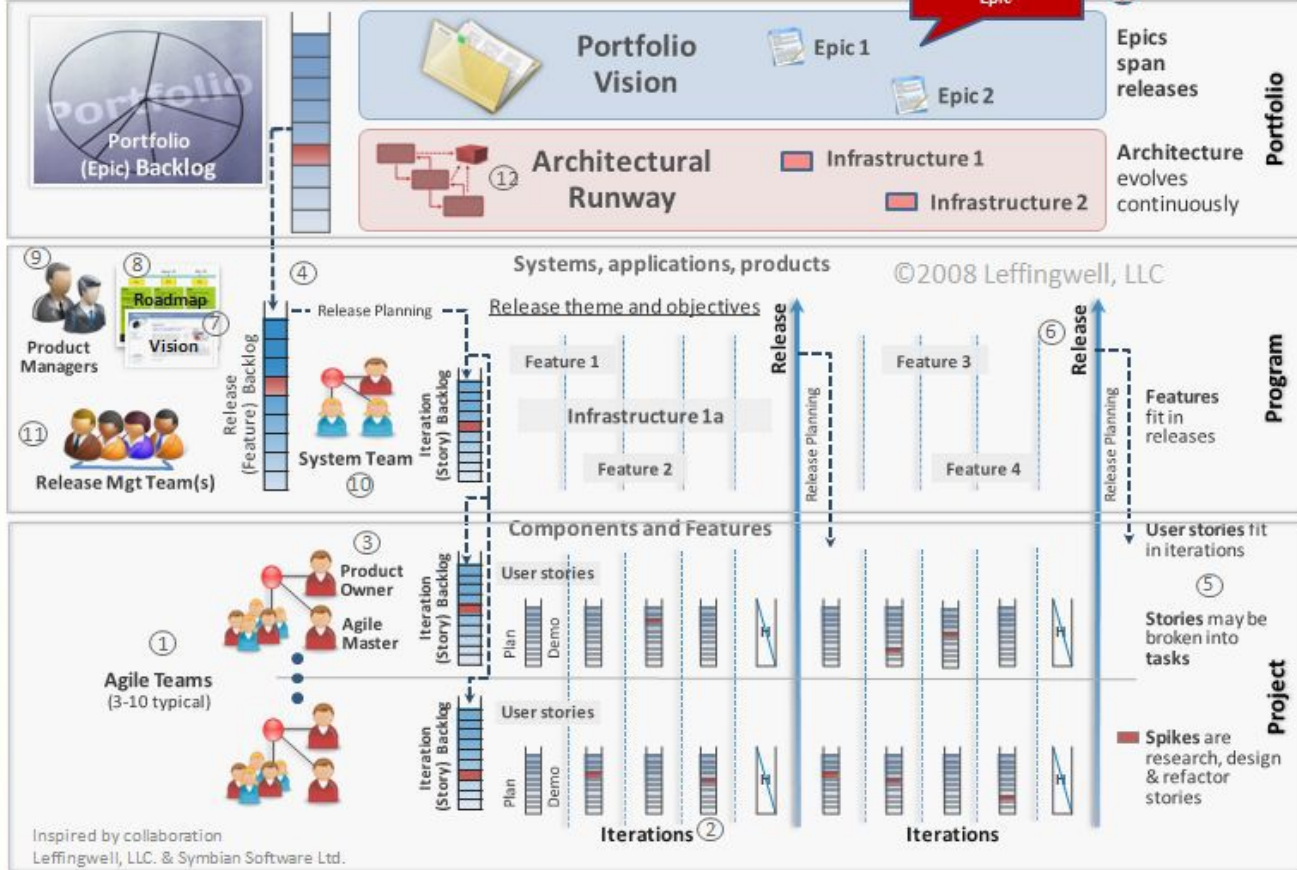 Epic
Portfolio
Portfolio
(Epic) Backlog
Portfolio
Vision
Epic 1
Epic 2
Epics
span
releases
Portfolio
12
Architectural
Runway
Infrastructure 1
Infrastructure 2
Architecture
evolves
continuously
9
8
Roadmap
7
Vision
Product
Managers
11
Release Mgt Team(s)
4
Release Planning
Release
(Feature) Backlog
System Team
10
Iteration
(Story) Backlog
Systems, applications, products
©2008 Leffingwell, LLC
Release theme and objectives
Feature 1
Infrastructure 1a
Feature 2
Release
Release Planning
Feature 3
Feature 4
6
Release
Release Planning
Features
fit in
releases
Program
Components and Features
1
Agile Teams
(3-10 typical)
3
Product
Owner
Agile
Master
Iteration
(Story) Backlog
User stories
Plan
Demo
H
H
User stories fit
in iterations
5
Stories may be
broken into
tasks
Project
Iteration
(Story) Backlog
User stories
Plan
Demo
H
H
Spikes are
research, design
& refactor
stories
Iterations 2
Iterations
Inspired by collaboration
Leffingwell, LLC. & Symbian Software Ltd.